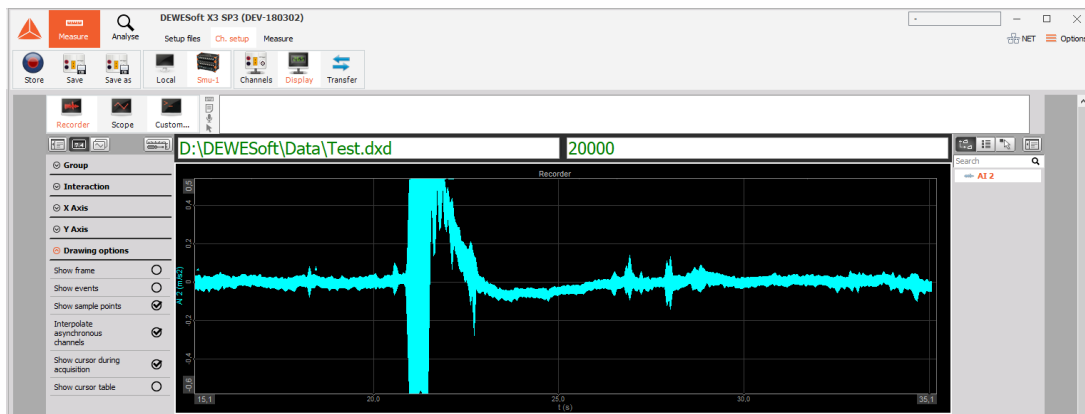 DEWESoft X3 SP3 (DEV-180302)
-
Measure
Analyse
Setup files
Ch. setup
Measure
NET
Options
Store
Save
Save as
Local
Smu-1
Channels
Display
Transfer
Recorder
Scope
Custom...
D:\DEWESoft\Data\Test.dxd
20000
Group
Interaction
X Axis
Y Axis
Drawing options
Show frame
Show events
Show sample points
Interpolate
asynchronous
channels
Show cursor during
acquisition
Show cursor table
Recorder
0,5
0,4
0,2
0
-0,2
-0,4
-0,6
AI 2 (m/s2)
15,1
20,0
25,0
30,0
35,1
t (s)
Search
AI 2